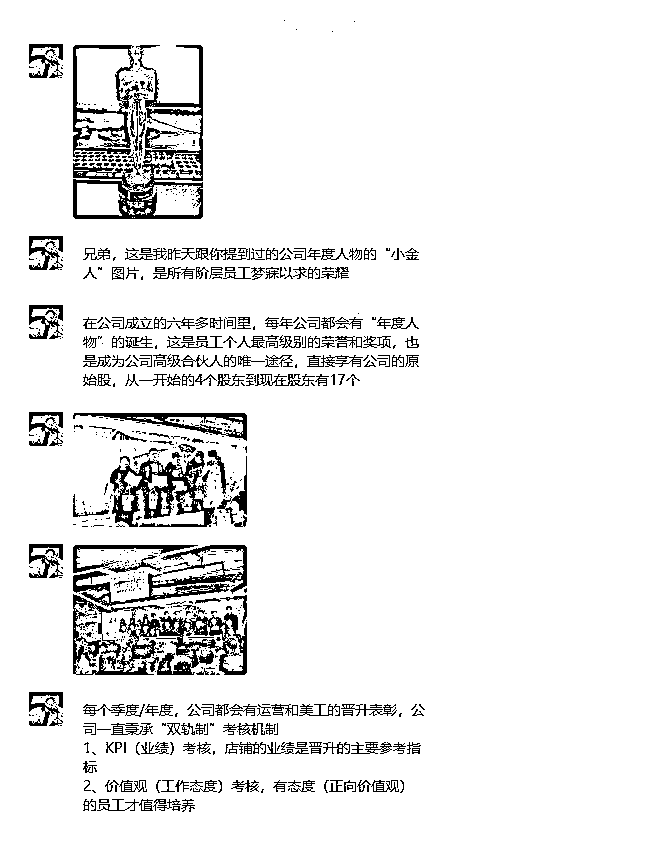 兄弟，这是我昨天跟你提到过的公司年度人物的“小金
人”图片，是所有阶层员工梦寐以求的荣耀
在公司成立的六年多时间里，每年公司都会有“年度人
物”的诞生，这是员工个人最高级别的荣誉和奖项，也
是成为公司高级合伙人的唯一途径，直接享有公司的原
始股，从一开始的4个股东到现在股东有17个
每个季度/年度，公司都会有运营和美工的晋升表彰，公
司一直秉承“双轨制”考核机制
1、KPI（业绩）考核，店铺的业绩是晋升的主要参考指
标
2、价值观（工作态度）考核，有态度（正向价值观）
的员工才值得培养